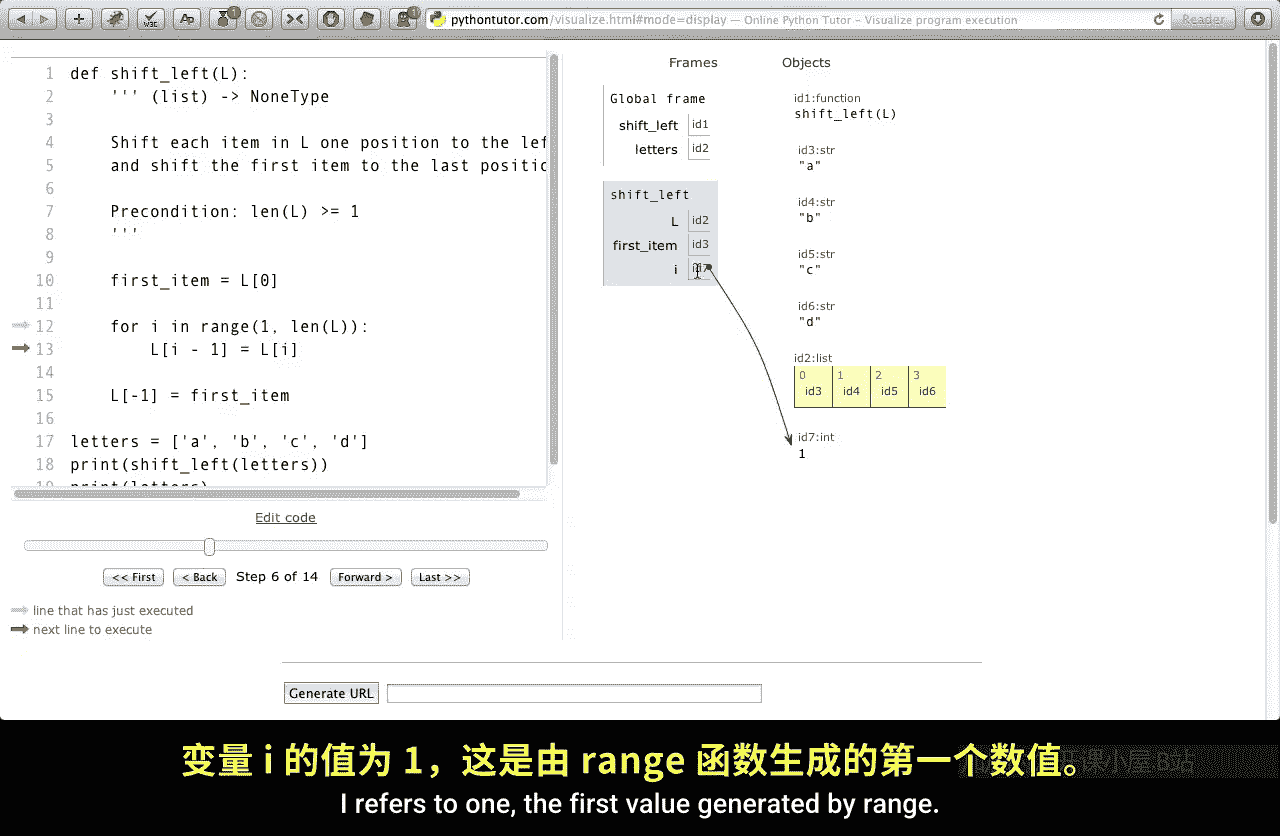 pythontutor.com/visualize.html#mode=display — Online Python Tutor – Visualize program execution
Reader
1 def shift_left(L):
2 ''' (list) -> NoneType
3
4 Shift each item in L one position to the lef
5 and shift the first item to the last positio
6
7 Precondition: len(L) >= 1
8 '''
9
10 first_item = L[0]
11
12 for i in range(1, len(L)):
13 L[i - 1] = L[i]
14
15 L[-1] = first_item
16
17 letters = ['a', 'b', 'c', 'd']
18 print(shift_left(letters))
19 print(letters)
Edit code
<< First
< Back
Step 6 of 14
Forward >
Last >>
line that has just executed
next line to execute
Frames
Objects
Global frame
shift_left id1
letters id2
shift_left
L id2
first_item id3
i id7
id1:function
shift_left(L)
id3:str
"a"
id4:str
"b"
id5:str
"c"
id6:str
"d"
id2:list
0 1 2 3
id3 id4 id5 id6
id7:int
1
Generate URL
变量 i 的值为 1，这是由 range 函数生成的第一个数值。
I refers to one, the first value generated by range.